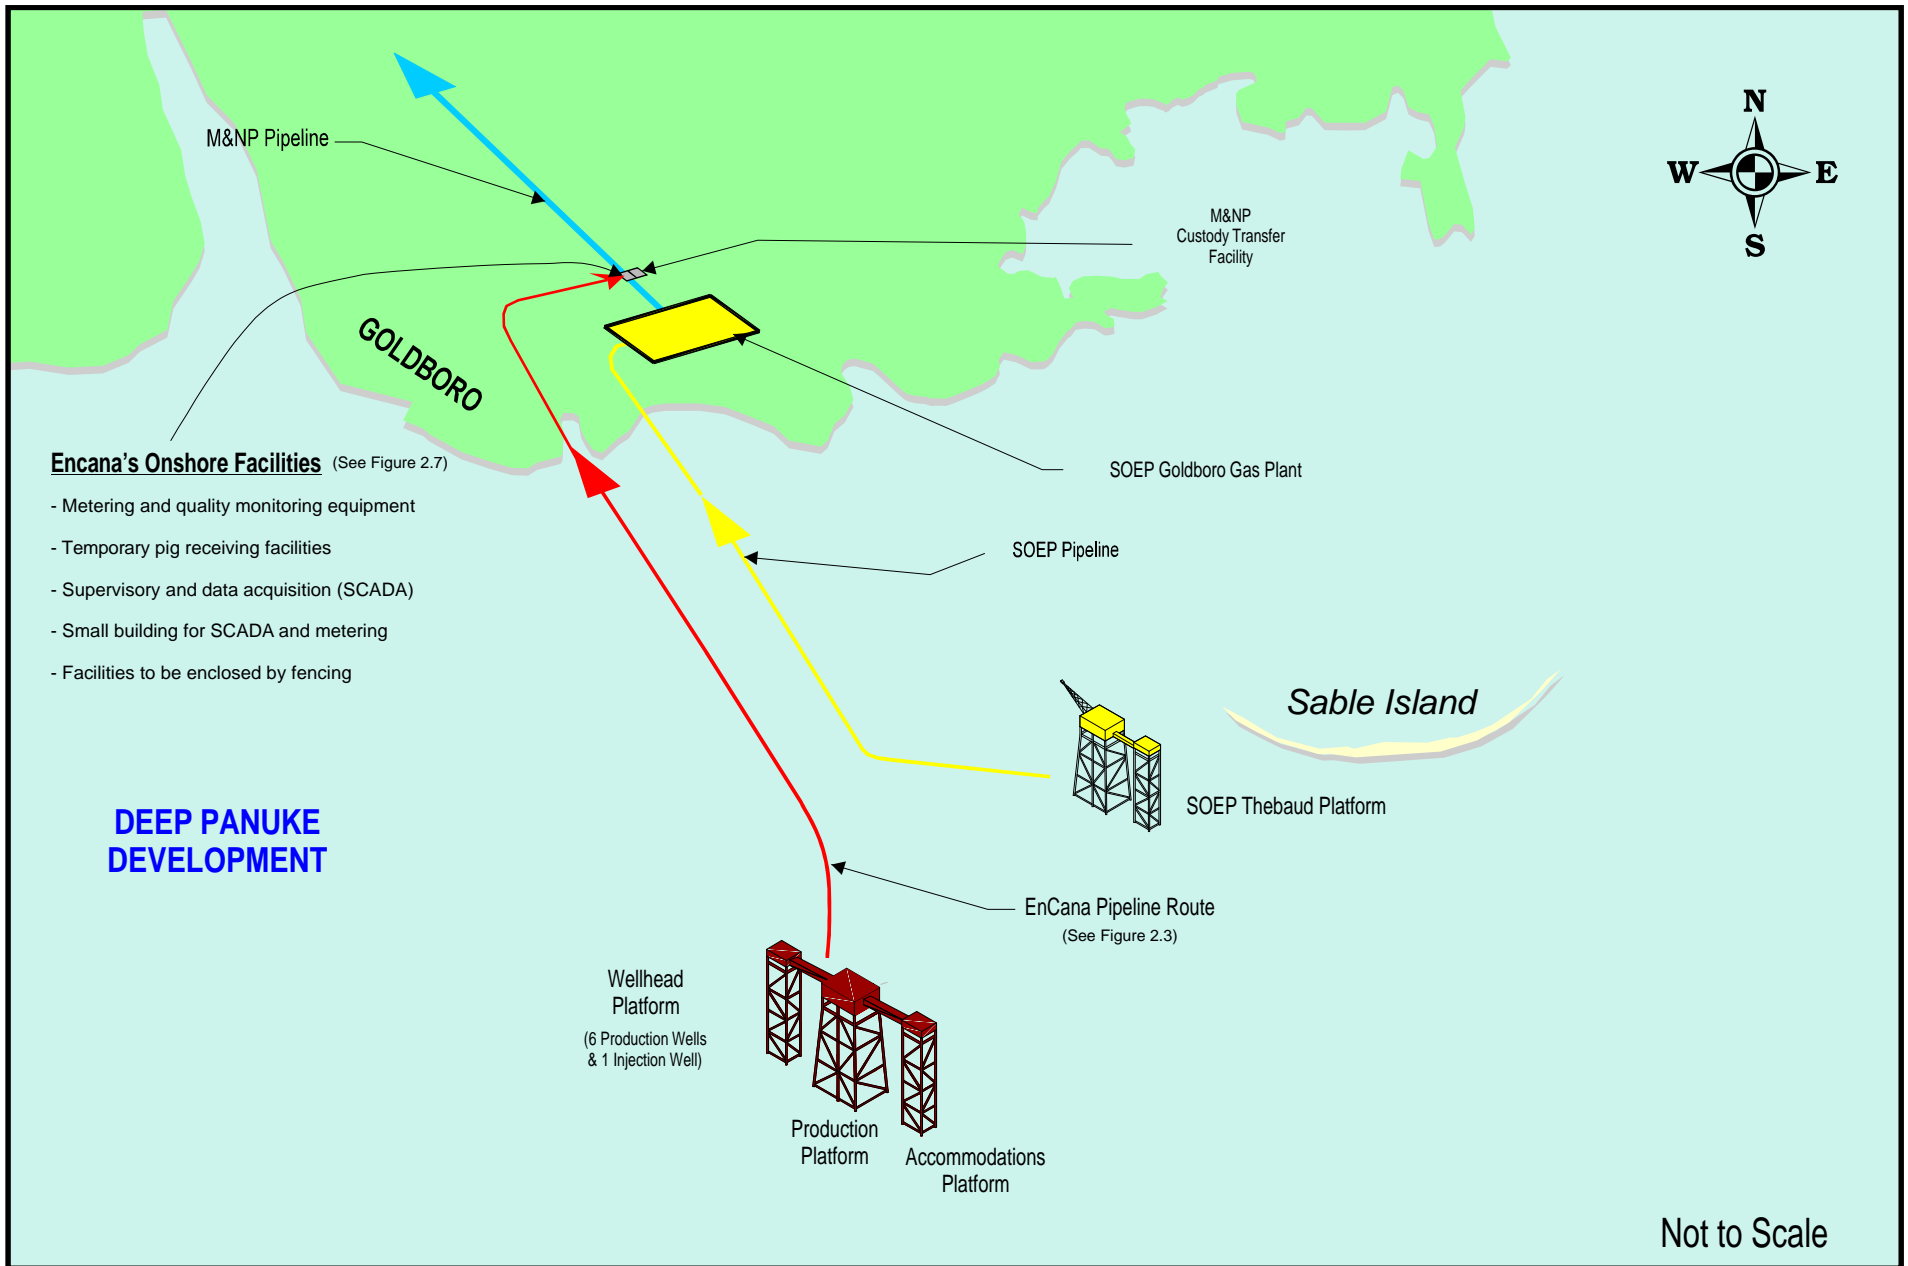 N
W
E
S
M&NP Pipeline
M&NP
Custody Transfer
Facility
GOLDBORO
Encana’s Onshore Facilities (See Figure 2.7)
- Metering and quality monitoring equipment
- Temporary pig receiving facilities
- Supervisory and data acquisition (SCADA)
- Small building for SCADA and metering
- Facilities to be enclosed by fencing
SOEP Goldboro Gas Plant
SOEP Pipeline
Sable Island
SOEP Thebaud Platform
DEEP PANUKE
DEVELOPMENT
EnCana Pipeline Route
(See Figure 2.3)
Wellhead
Platform
(6 Production Wells
& 1 Injection Well)
Production
Platform
Accommodations
Platform
Not to Scale